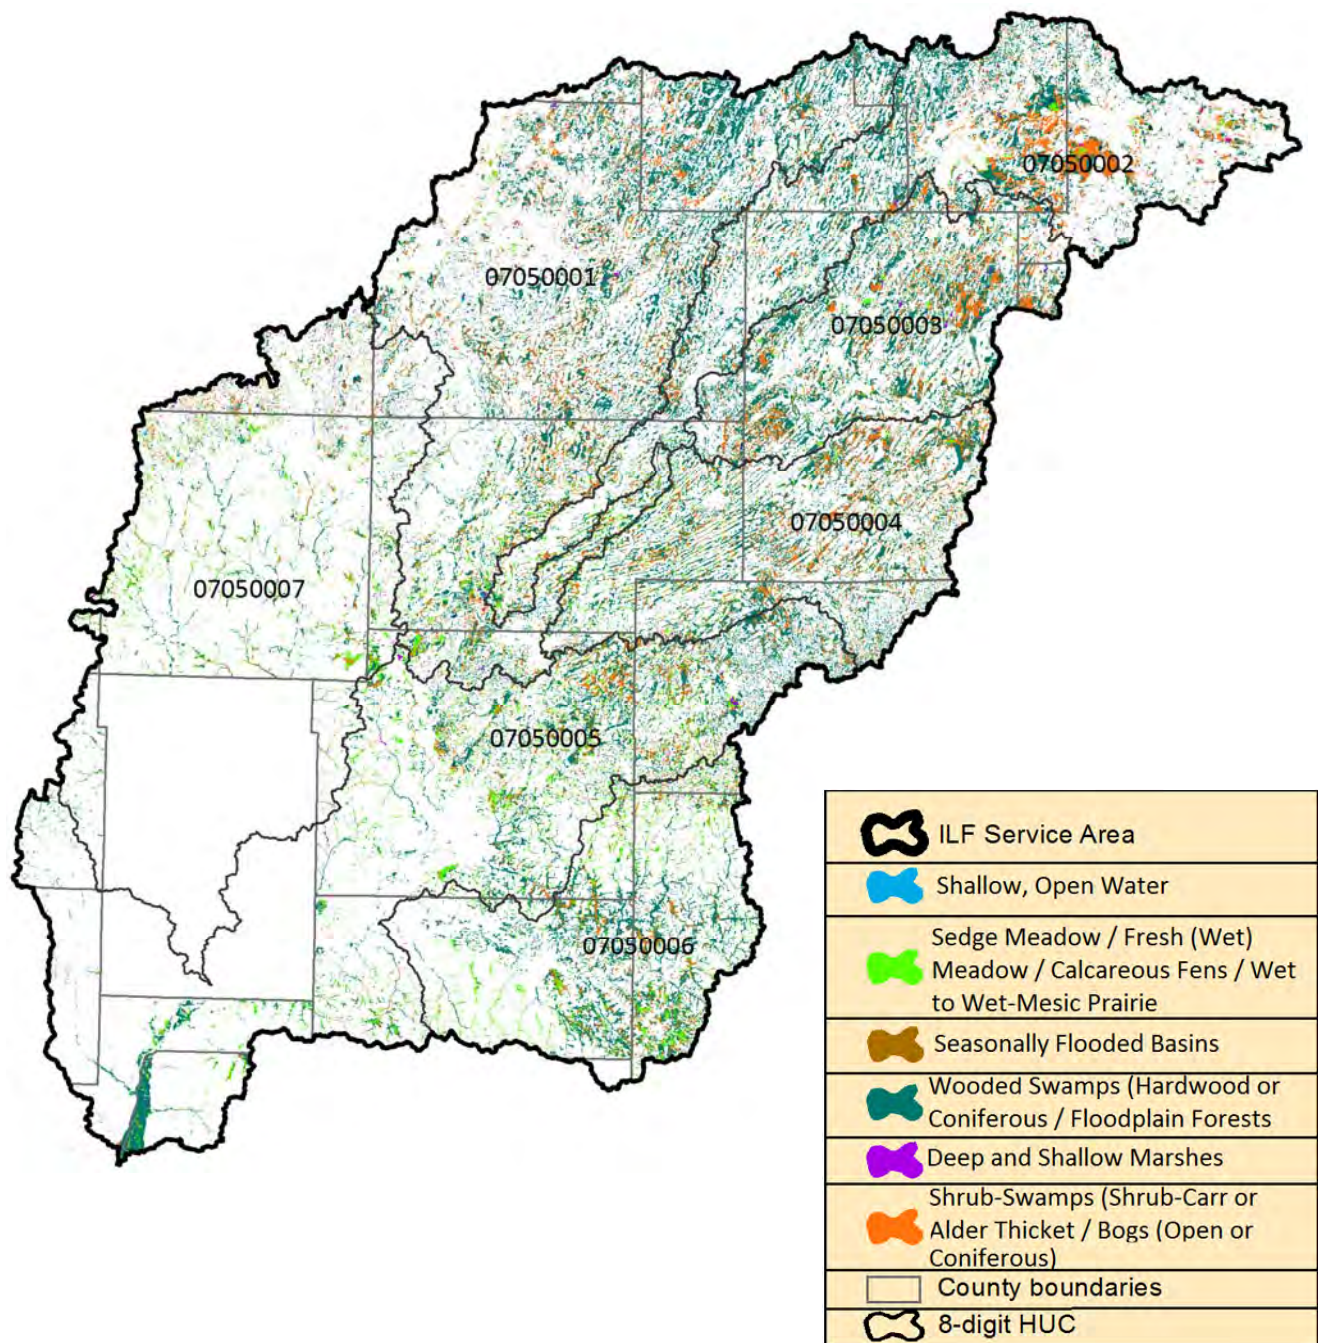 07050002
07050001
07050003
07050004
07050007
07050005
07050006
ILF Service Area
Shallow, Open Water
Sedge Meadow / Fresh (Wet)
Meadow / Calcareous Fens / Wet
to Wet-Mesic Prairie
Seasonally Flooded Basins
Wooded Swamps (Hardwood or
Coniferous / Floodplain Forests
Deep and Shallow Marshes
Shrub-Swamps (Shrub-Carr or
Alder Thicket / Bogs (Open or
Coniferous)
County boundaries
8-digit HUC